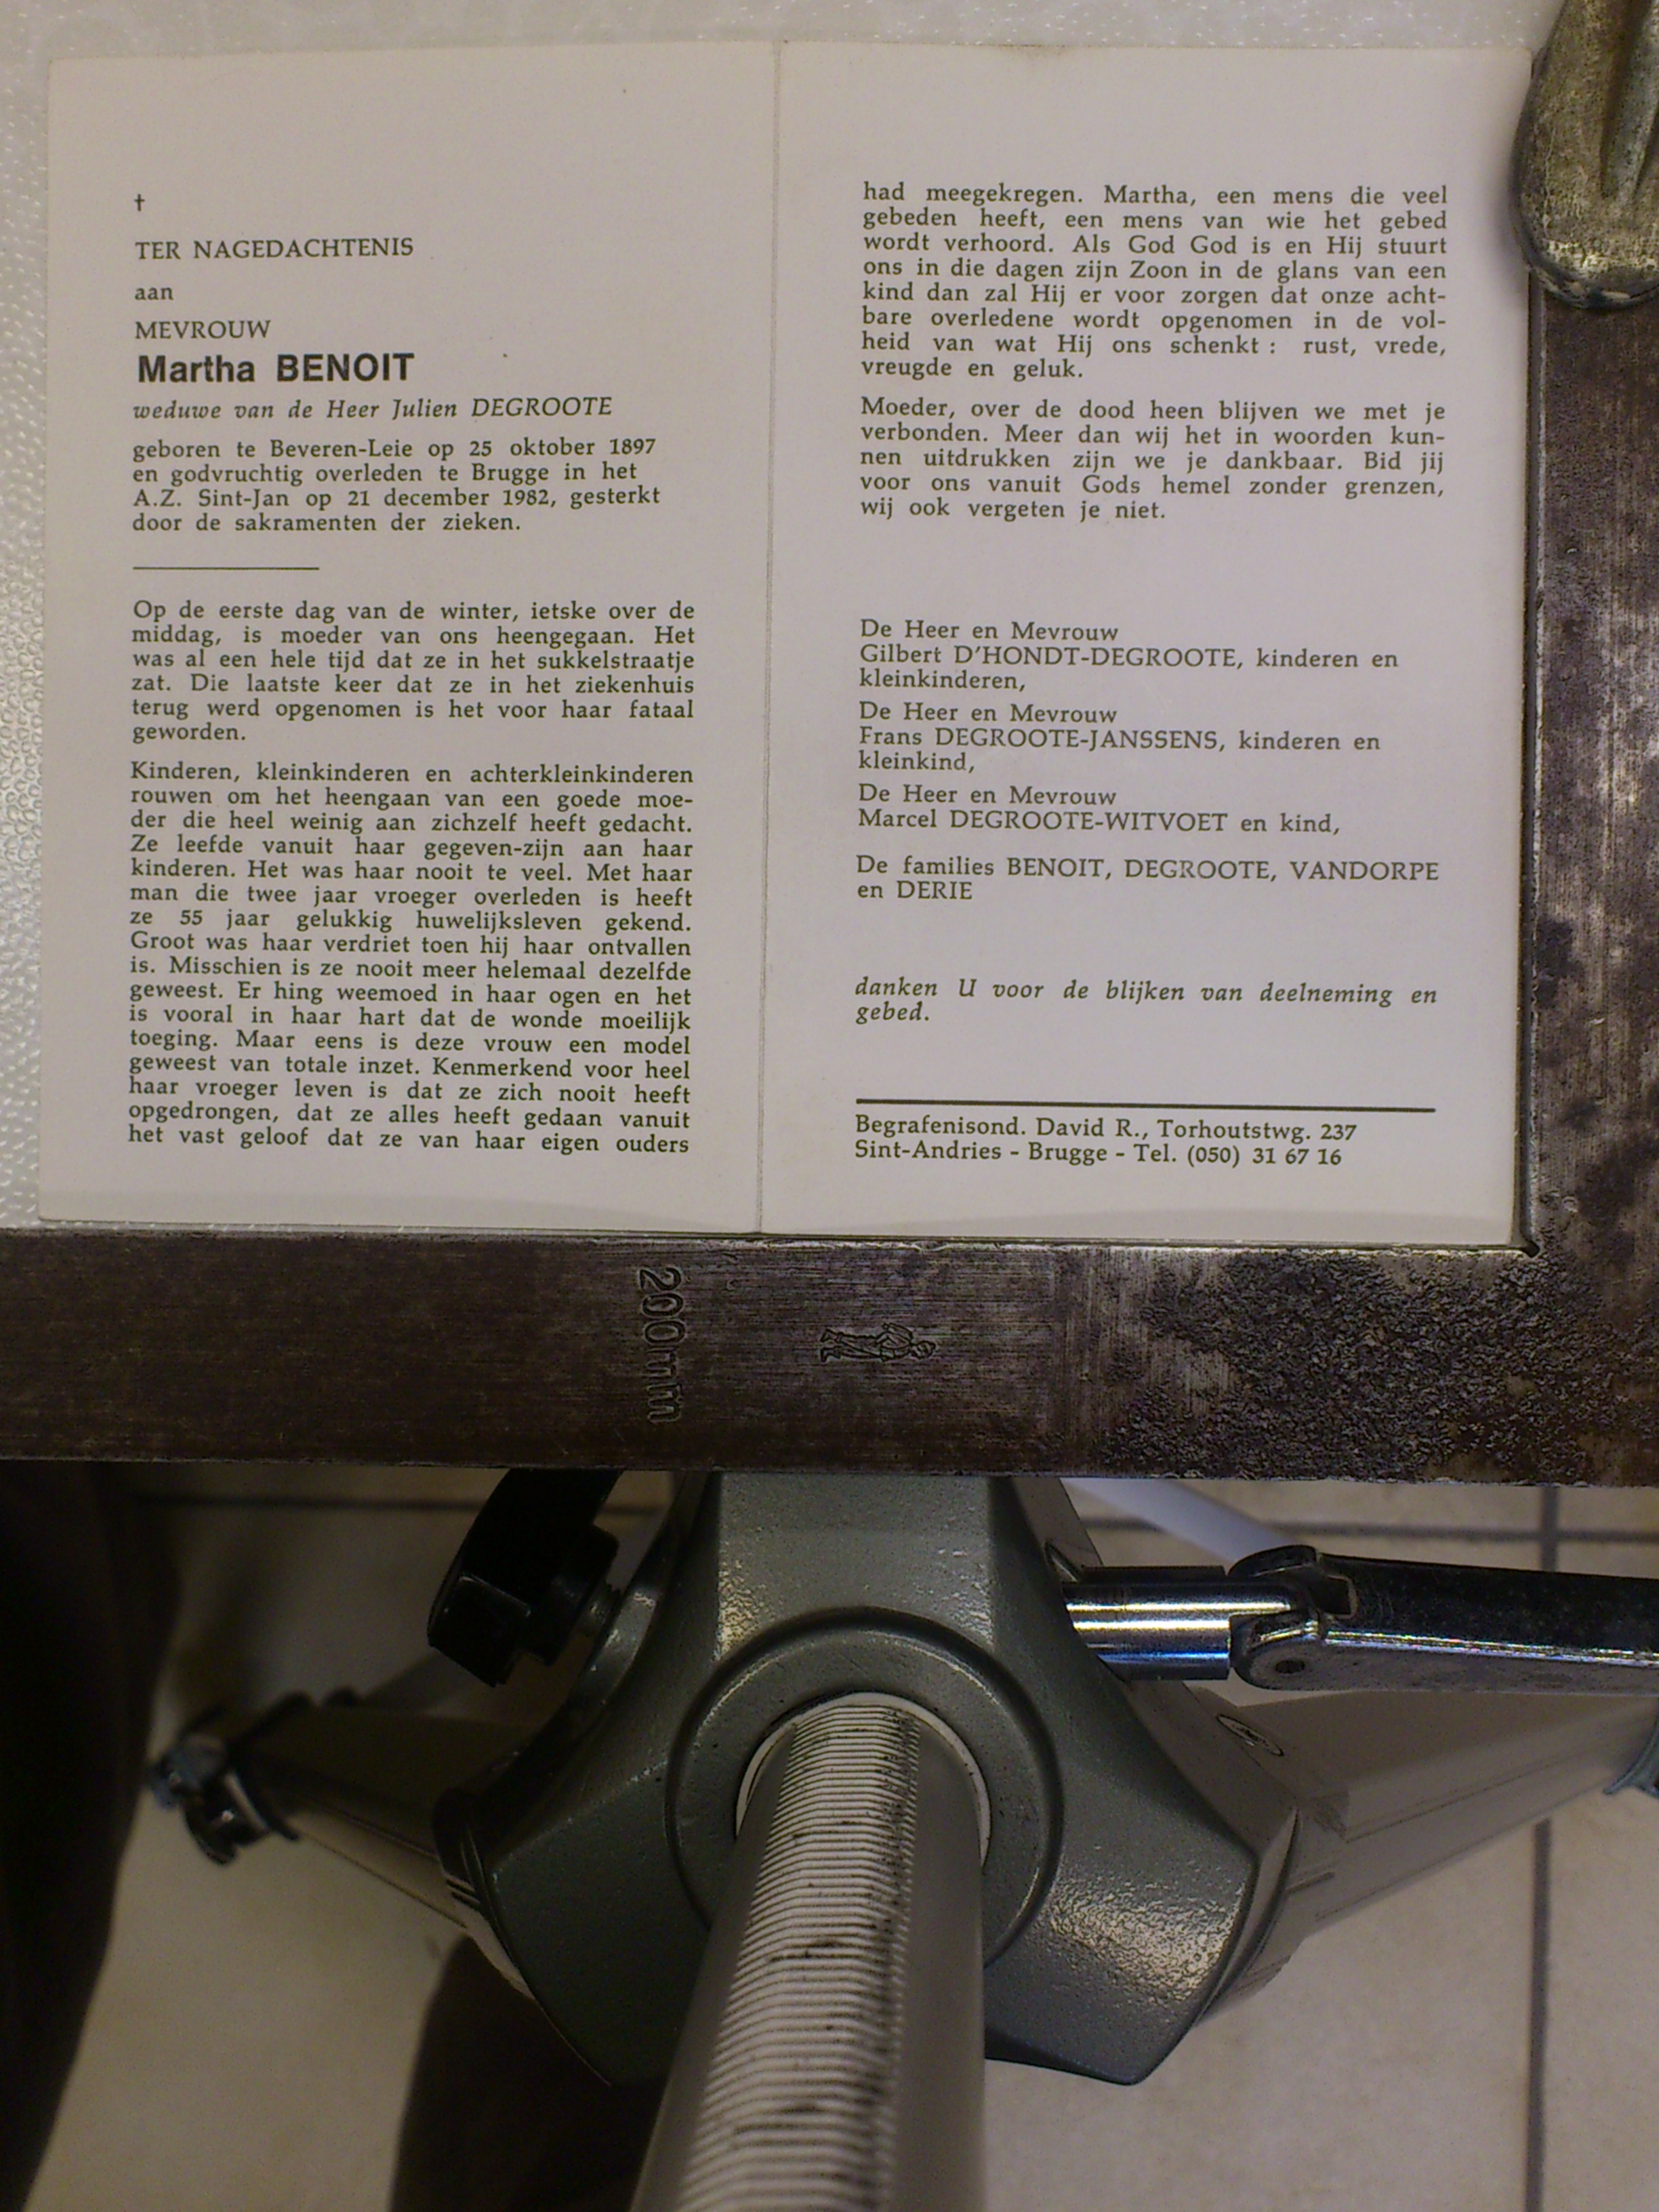 †
TER NAGEDACHTENIS
aan
MEVROUW
Martha BENOIT
weduwe van de Heer Julien DEGROOTE
geboren te Beveren-Leie op 25 oktober 1897
en godvruchtig overleden te Brugge in het
A.Z. Sint-Jan op 21 december 1982, gesterkt
door de sakramenten der zieken.
Op de eerste dag van de winter, ietske over de
middag, is moeder van ons heengegaan. Het
was al een hele tijd dat ze in het sukkelstraatje
zat. Die laatste keer dat ze in het ziekenhuis
terug werd opgenomen is het voor haar fataal
geworden.
Kinderen, kleinkinderen en achterkleinkinderen
rouwen om het heengaan van een goede moe-
der die heel weinig aan zichzelf heeft gedacht.
Ze leefde vanuit haar gegeven-zijn aan haar
kinderen. Het was haar nooit te veel. Met haar
man die twee jaar vroeger overleden is heeft
ze 55 jaar gelukkig huwelijksleven gekend.
Groot was haar verdriet toen hij haar ontvallen
is. Misschien is ze nooit meer helemaal dezelfde
geweest. Er hing weemoed in haar ogen en het
is vooral in haar hart dat de wonde moeilijk
toeging. Maar eens is deze vrouw een model
geweest van totale inzet. Kenmerkend voor heel
haar vroeger leven is dat ze zich nooit heeft
opgedrongen, dat ze alles heeft gedaan vanuit
het vast geloof dat ze van haar eigen ouders
had meegekregen. Martha, een mens die veel
gebeden heeft, een mens van wie het gebed
wordt verhoord. Als God God is en Hij stuurt
ons in die dagen zijn Zoon in de glans van een
kind dan zal Hij er voor zorgen dat onze acht-
bare overledene wordt opgenomen in de vol-
heid van wat Hij ons schenkt : rust, vrede,
vreugde en geluk.
Moeder, over de dood heen blijven we met je
verbonden. Meer dan wij het in woorden kun-
nen uitdrukken zijn we je dankbaar. Bid jij
voor ons vanuit Gods hemel zonder grenzen,
wij ook vergeten je niet.
De Heer en Mevrouw
Gilbert D'HONDT-DEGROOTE, kinderen en
kleinkinderen,
De Heer en Mevrouw
Frans DEGROOTE-JANSSENS, kinderen en
kleinkind,
De Heer en Mevrouw
Marcel DEGROOTE-WITVOET en kind,
De families BENOIT, DEGROOTE, VANDORPE
en DERIE
danken U voor de blijken van deelneming en
gebed.
Begrafenisond. David R., Torhoutstwg. 237
Sint-Andries - Brugge - Tel. (050) 31 67 16
200mm